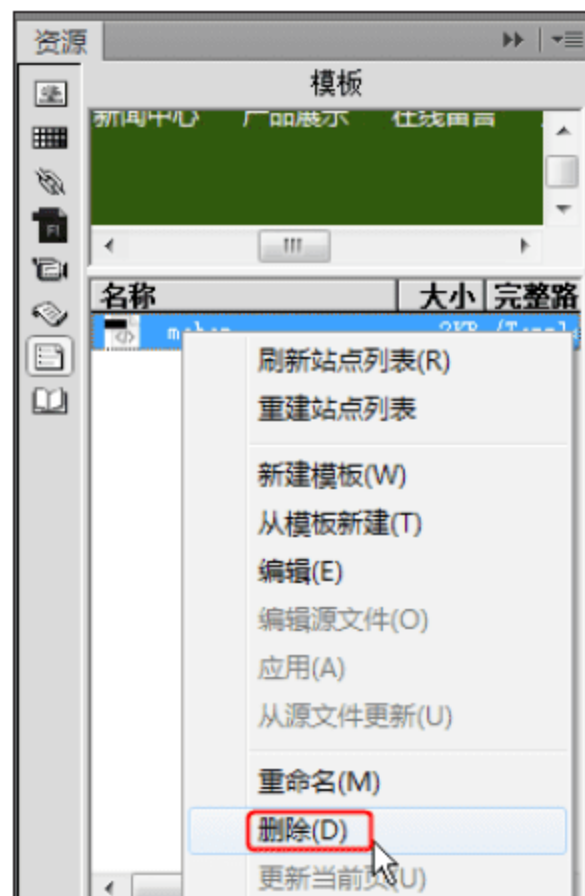 资源
模板
新闻中心 产品展示 在线留言
名称 大小 完整路
刷新站点列表(R)
重建站点列表
新建模板(W)
从模板新建(T)
编辑(E)
编辑源文件(O)
应用(A)
从源文件更新(U)
重命名(M)
删除(D)
更新当前页(U)